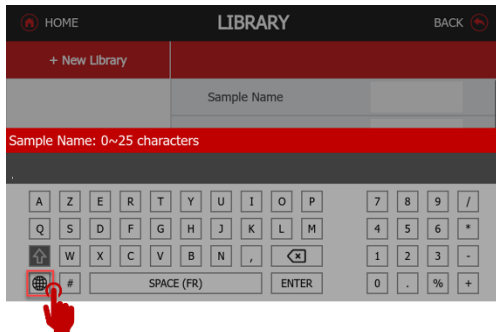 HOME LIBRARY BACK
+ New Library
Sample Name
Sample Name: 0~25 characters
A Z E R T Y U I O P 7 8 9 /
Q S D F G H J K L M 4 5 6 *
W X C V B N , 1 2 3 -
# SPACE (FR) ENTER 0 . % +